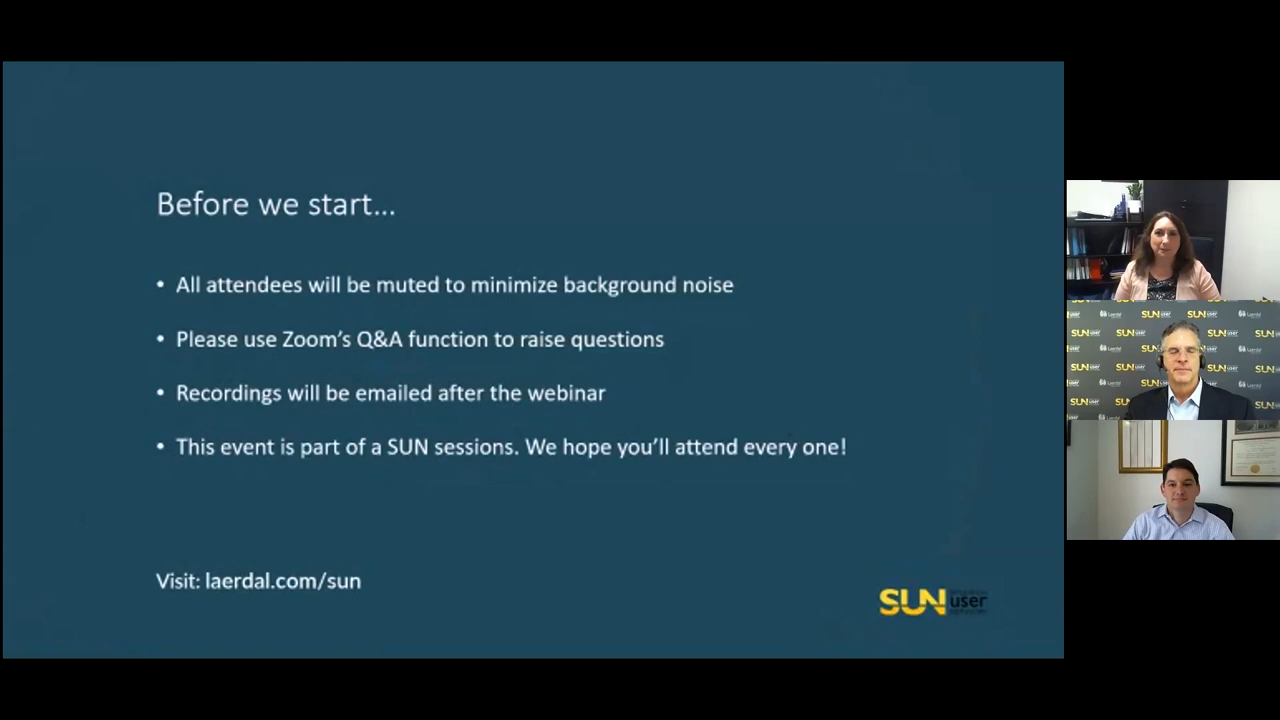 Before we start...
• All attendees will be muted to minimize background noise
• Please use Zoom's Q&A function to raise questions
• Recordings will be emailed after the webinar
• This event is part of a SUN sessions. We hope you'll attend every one!
Visit: laerdal.com/sun
SUN user